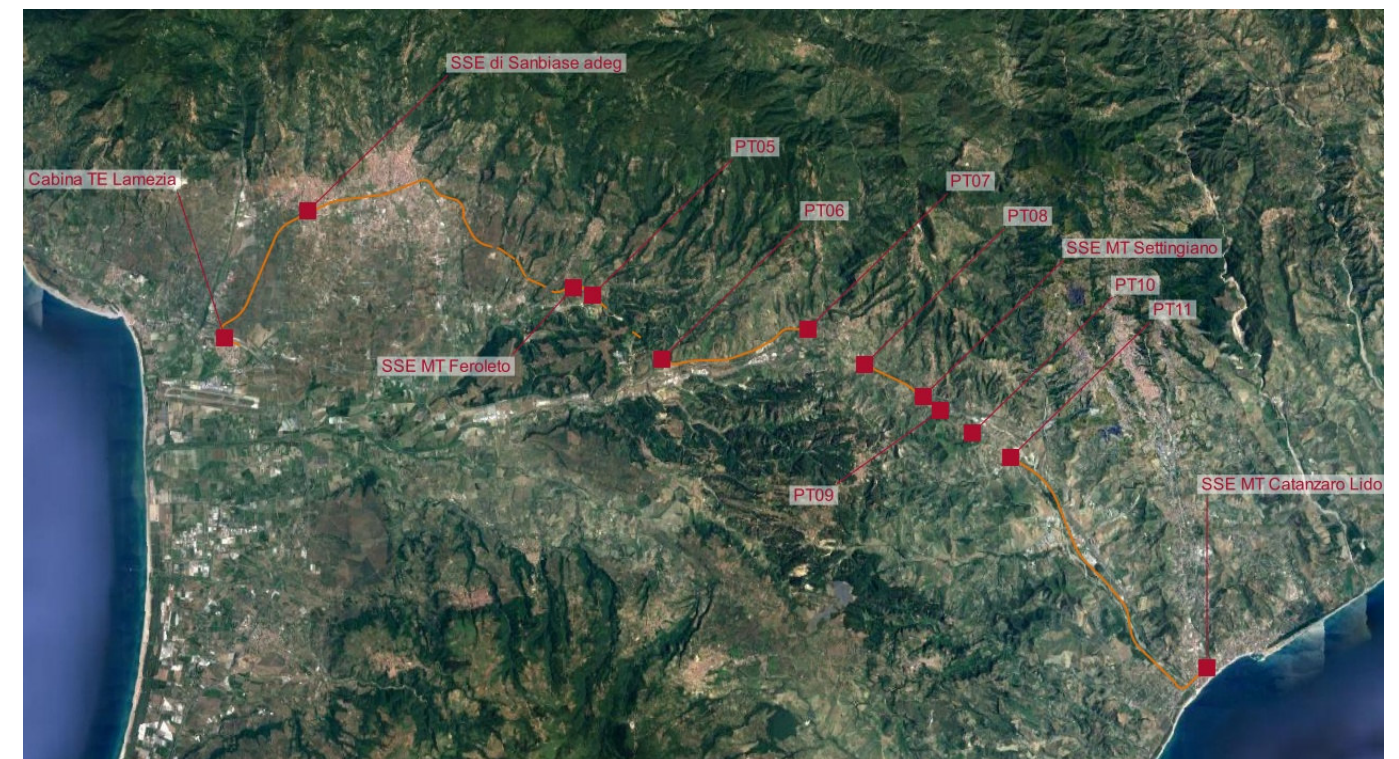 SSE di Sanbiase adeg
PT05
Cabina TE Lamezia
PT07
PT06
PT08
SSE MT Settingiano
PT10
PT11
SSE MT Feroleto
SSE MT Catanzaro Lido
PT09